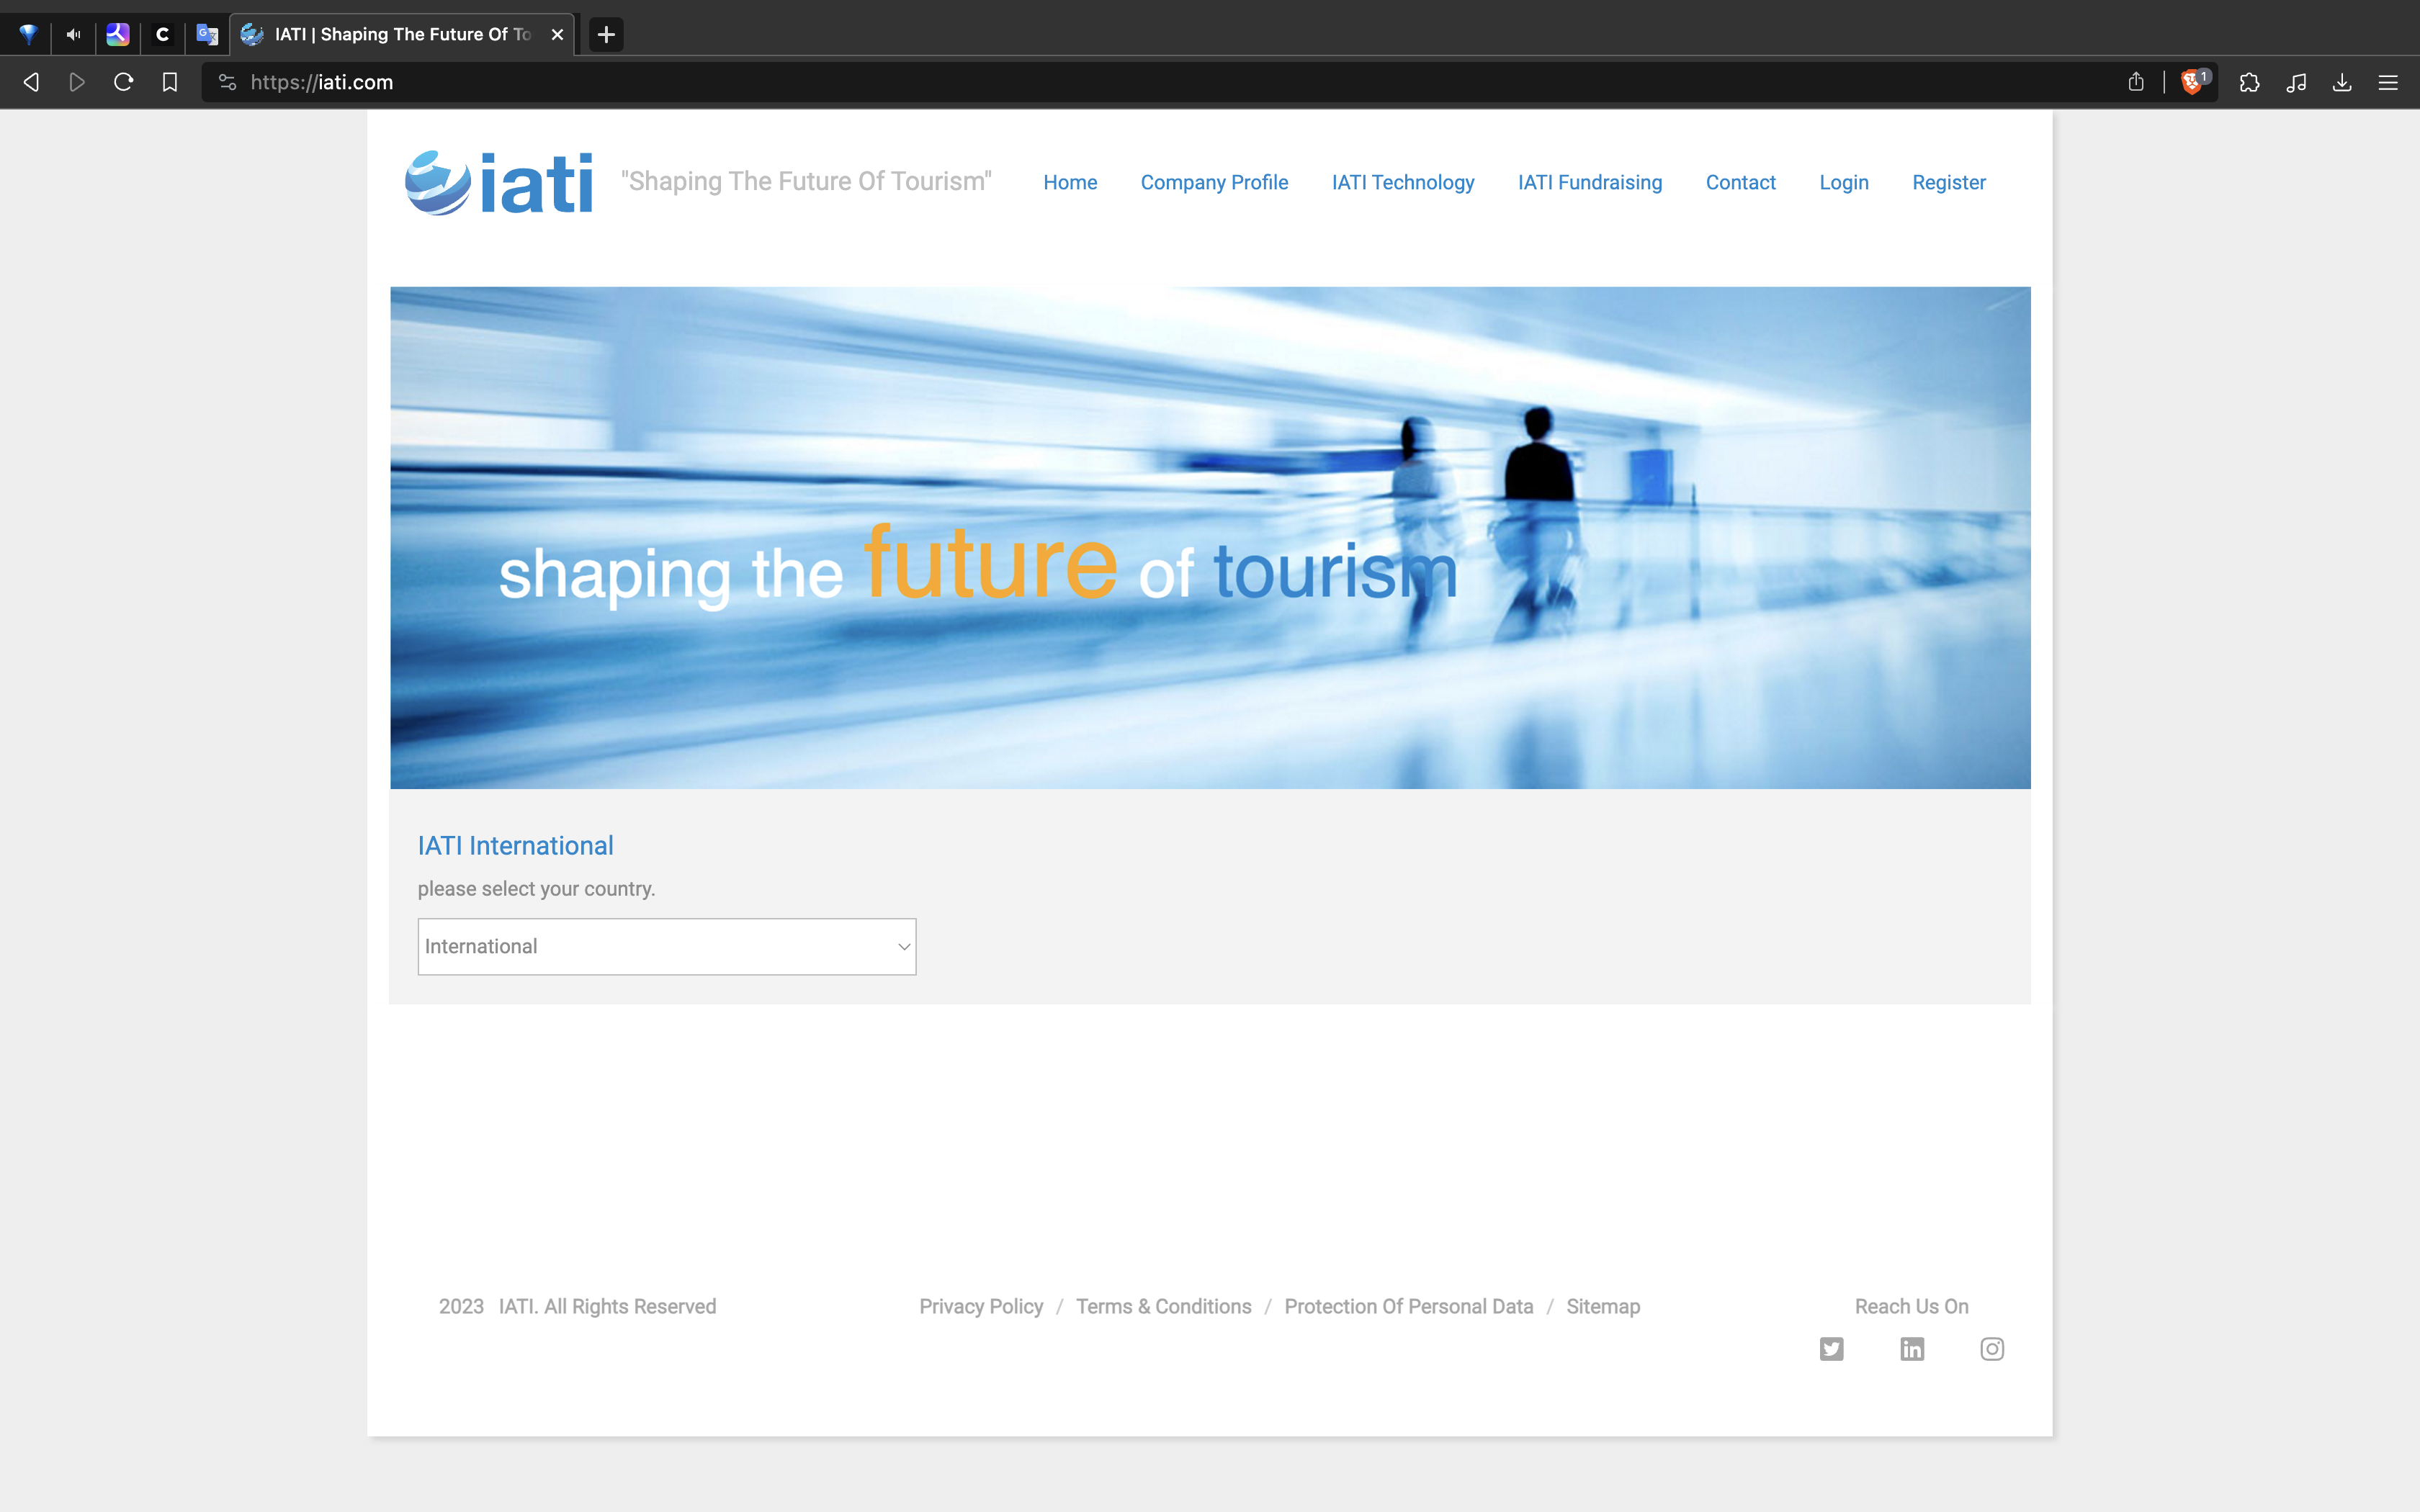 IATI | Shaping The Future Of To
https://iati.com
1
iati
"Shaping The Future Of Tourism"
Home
Company Profile
IATI Technology
IATI Fundraising
Contact
Login
Register
shaping the future of tourism
IATI International
please select your country.
International
2023 IATI. All Rights Reserved
Privacy Policy / Terms & Conditions / Protection Of Personal Data / Sitemap
Reach Us On